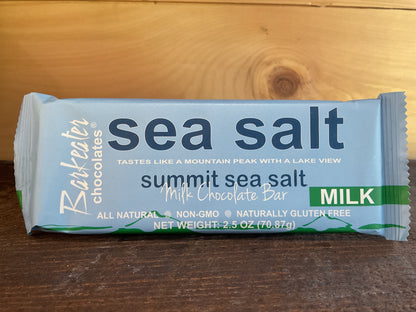 Barkeater
chocolates®
sea salt
TASTES LIKE A MOUNTAIN PEAK WITH A LAKE VIEW
summit sea salt
Milk Chocolate Bar
MILK
ALL NATURAL NON-GMO NATURALLY GLUTEN FREE
NET WEIGHT: 2.5 OZ (70.87g)